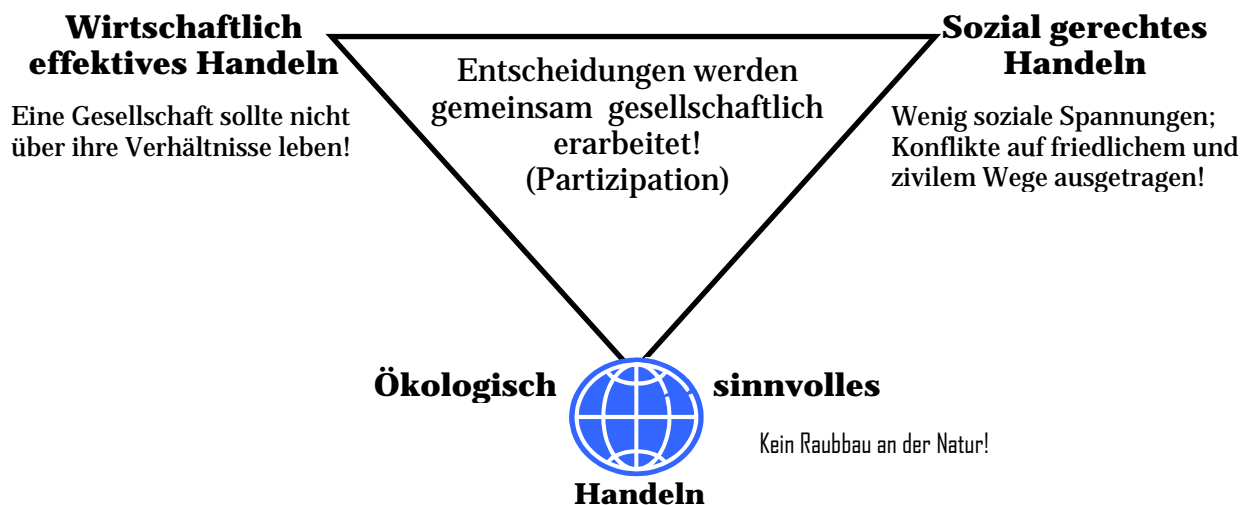 Wirtschaftlich
effektives Handeln
Eine Gesellschaft sollte nicht
über ihre Verhältnisse leben!
Entscheidungen werden
gemeinsam gesellschaftlich
erarbeitet!
(Partizipation)
Sozial gerechtes
Handeln
Wenig soziale Spannungen;
Konflikte auf friedlichem und
zivilem Wege ausgetragen!
Ökologisch sinnvolles
Handeln
Kein Raubbau an der Natur!